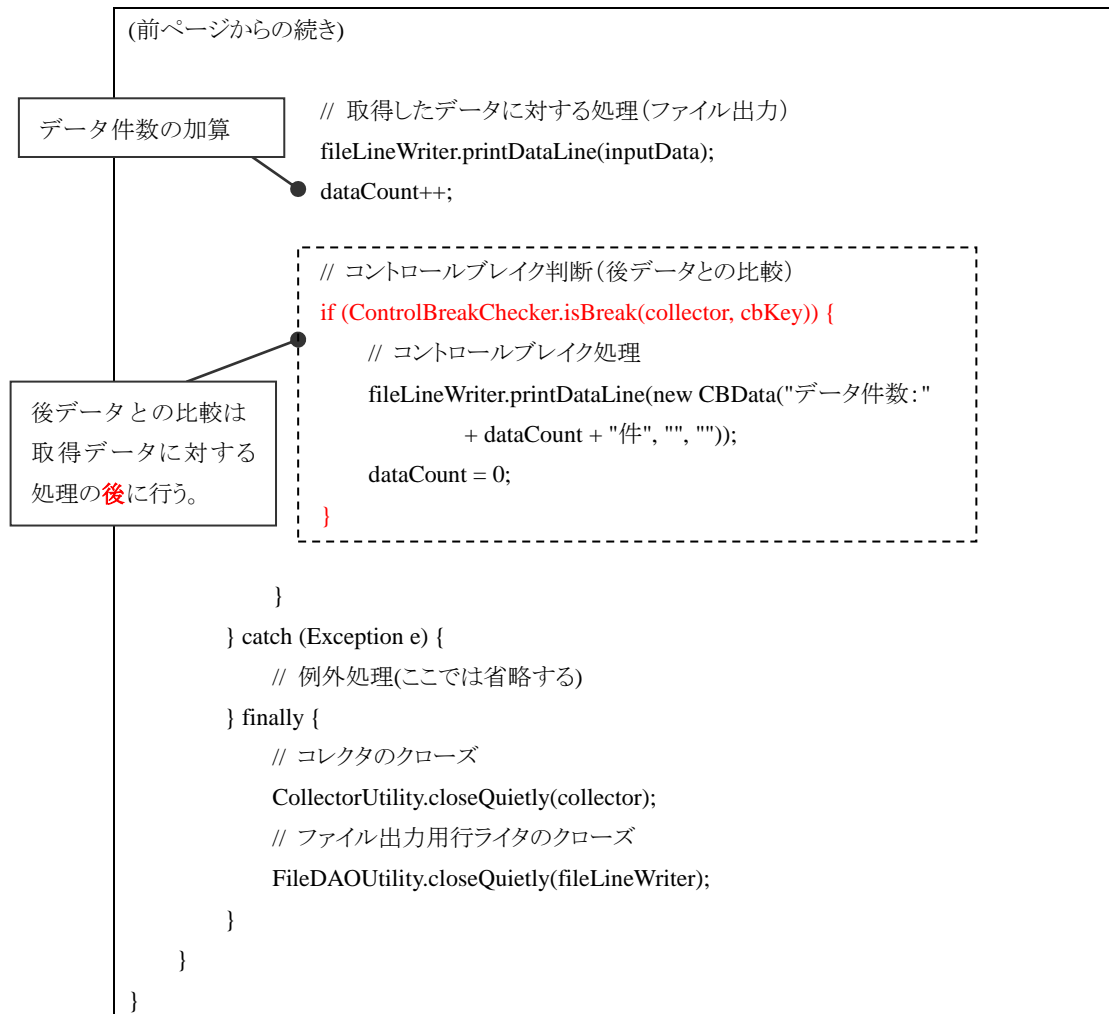 (前ページからの続き)
データ件数の加算
// 取得したデータに対する処理(ファイル出力)
fileLineWriter.printDataLine(inputData);
dataCount++;
// コントロールブレイク判断(後データとの比較)
if (ControlBreakChecker.isBreak(collector, cbKey)) {
// コントロールブレイク処理
fileLineWriter.printDataLine(new CBData("データ件数:"
+ dataCount + "件", "", ""));
dataCount = 0;
}
後データとの比較は
取得データに対する
処理の後に行う。
}
} catch (Exception e) {
// 例外処理(ここでは省略する)
} finally {
// コレクタのクローズ
CollectorUtility.closeQuietly(collector);
// ファイル出力用行ライタのクローズ
FileDAOUtility.closeQuietly(fileLineWriter);
}
}
}